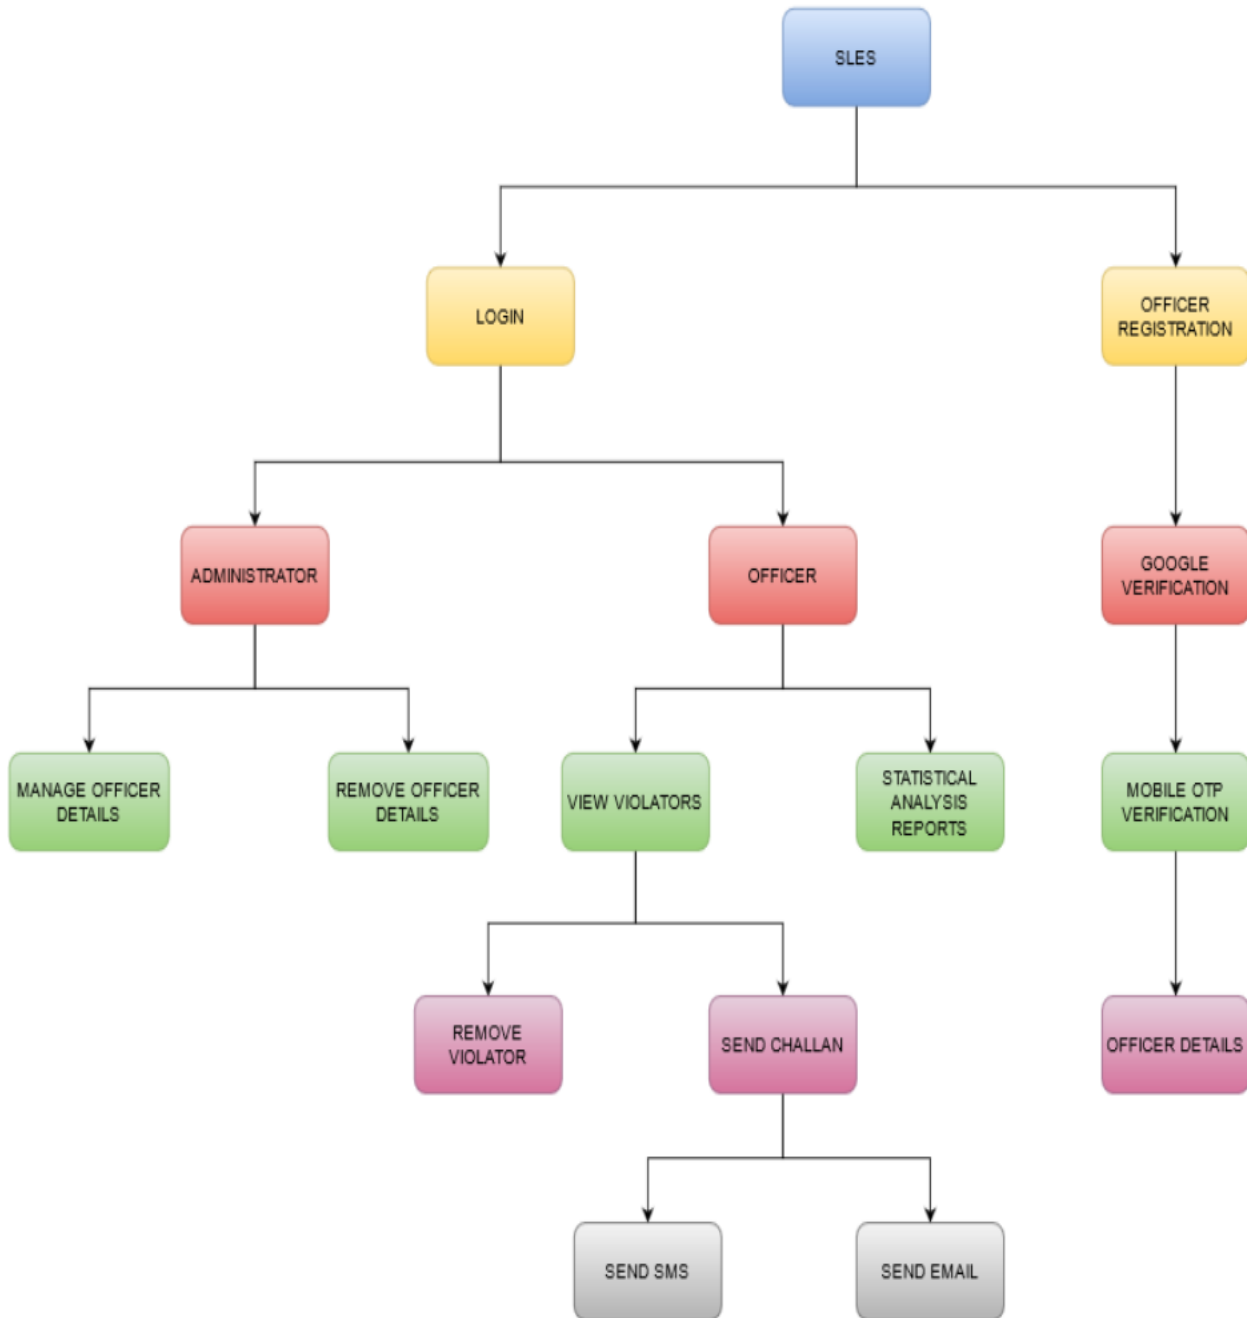 SLES
LOGIN
OFFICER
REGISTRATION
ADMINISTRATOR
OFFICER
GOOGLE
VERIFICATION
MANAGE OFFICER
DETAILS
REMOVE OFFICER
DETAILS
VIEW VIOLATORS
STATISTICAL
ANALYSIS
REPORTS
MOBILE OTP
VERIFICATION
REMOVE
VIOLATOR
SEND CHALLAN
OFFICER DETAILS
SEND SMS
SEND EMAIL